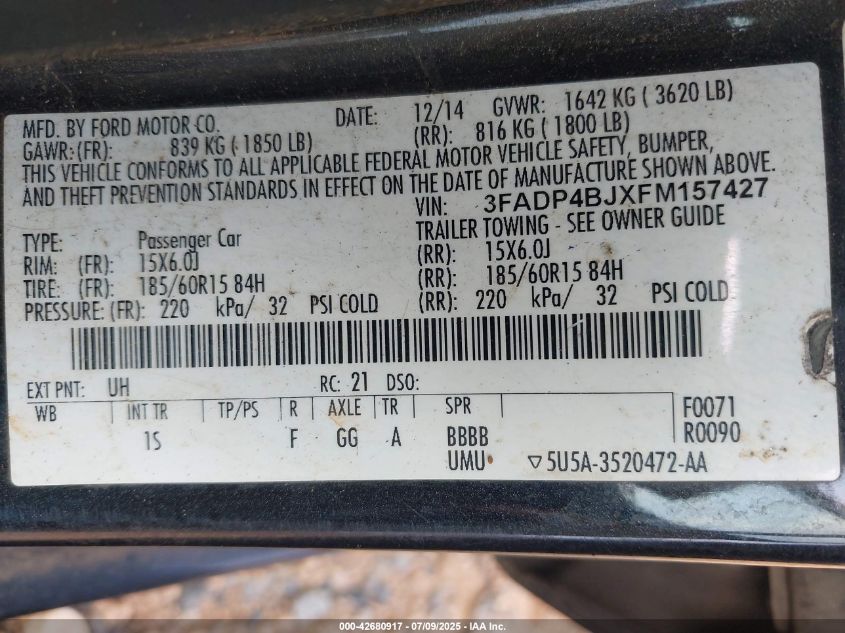 MFD. BY FORD MOTOR CO. DATE: 12/14 GVWR: 1642 KG ( 3620 LB)
GAWR:(FR): 839 KG ( 1850 LB) (RR): 816 KG ( 1800 LB)
THIS VEHICLE CONFORMS TO ALL APPLICABLE FEDERAL MOTOR VEHICLE SAFETY, BUMPER,
AND THEFT PREVENTION STANDARDS IN EFFECT ON THE DATE OF MANUFACTURE SHOWN ABOVE.
VIN: 3FADP4BJXFM157427
TYPE: Passenger Car TRAILER TOWING - SEE OWNER GUIDE
RIM: (FR): 15X6.0J (RR): 15X6.0J
TIRE: (FR): 185/60R15 84H (RR): 185/60R15 84H
PRESSURE: (FR): 220 kPa/ 32 PSI COLD (RR): 220 kPa/ 32 PSI COLD
EXT PNT: UH RC: 21 DSO:
WB INT TR TP/PS R AXLE TR SPR F0071
1S F GG A BBBB R0090
UMU ▽5U5A-3520472-AA
000-42680917 - 07/09/2025 - IAA Inc.